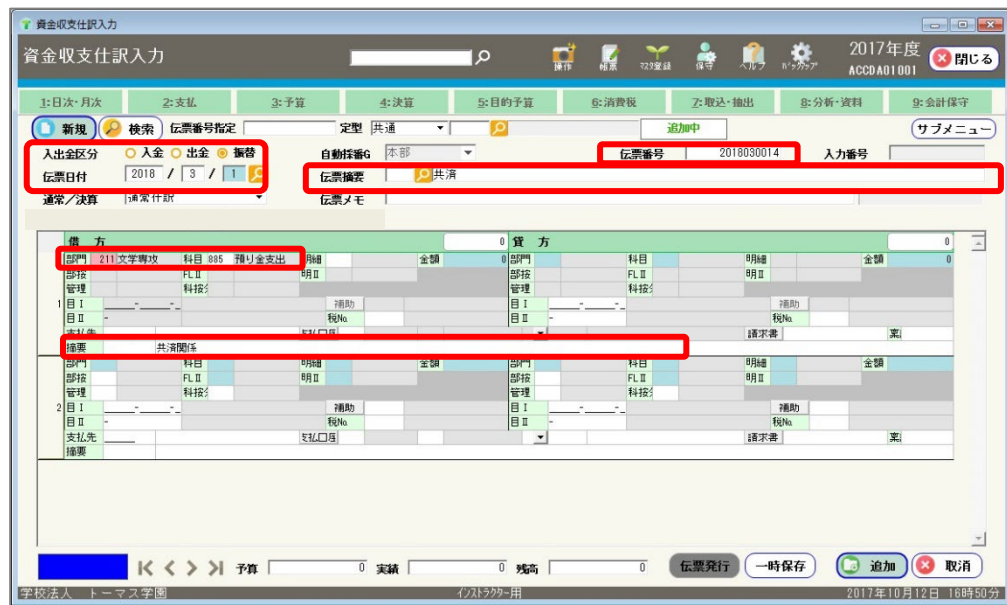 資金収支仕訳入力
資金収支仕訳入力 操作 帳票 マスタ登録 保守 ヘルプ バックアップ 2017年度 ACCDA01001 閉じる
1:日次・月次 2:支払 3:予算 4:決算 5:目的予算 6:消費税 7:取込・抽出 8:分析・資料 9:会計保守
新規 検索 伝票番号指定 定型 共通 追加中 サブメニュー
入出金区分 入金 出金 振替 自動採番G 本部 伝票番号 2018030014 入力番号
伝票日付 2018 / 3 / 1 伝票摘要 共済
通常/決算 通常仕訳 伝票メモ
借 方 0 貸 方 0
部門 211 文学専攻 科目 885 預り金支出 明細 金額 0 部門 科目 明細 金額 0
部按 FLⅡ 明Ⅱ 部按 FLⅡ 明Ⅱ
管理 科按 管理 科按
1 目Ⅰ - - 補助 目Ⅰ - - 補助
目Ⅱ - 税No. 目Ⅱ - 税No.
支払先 支払口座 請求書
摘要 共済関係
部門 科目 明細 金額 部門 科目 明細 金額
部按 FLⅡ 明Ⅱ 部按 FLⅡ 明Ⅱ
管理 科按 管理 科按
2 目Ⅰ - - 補助 目Ⅰ - - 補助
目Ⅱ - 税No. 目Ⅱ - 税No.
支払先 支払口座 請求書
摘要
予算 0 実績 0 残高 0 伝票発行 一時保存 追加 取消
学校法人 トーマス学園 インストラクター用 2017年10月12日 16時50分